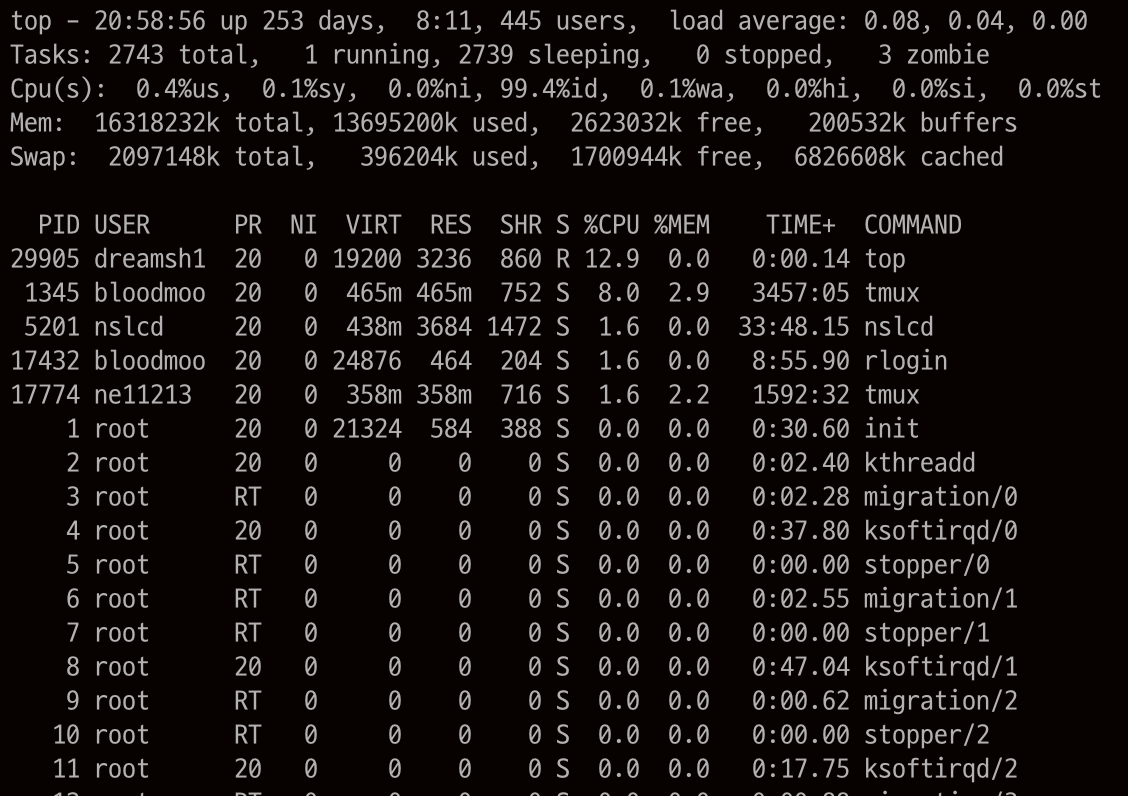 top - 20:58:56 up 253 days,  8:11, 445 users,  load average: 0.08, 0.04, 0.00
Tasks: 2743 total,   1 running, 2739 sleeping,   0 stopped,   3 zombie
Cpu(s):  0.4%us,  0.1%sy,  0.0%ni, 99.4%id,  0.1%wa,  0.0%hi,  0.0%si,  0.0%st
Mem:  16318232k total, 13695200k used,  2623032k free,   200532k buffers
Swap:  2097148k total,   396204k used,  1700944k free,  6826608k cached

  PID USER      PR  NI  VIRT  RES  SHR S %CPU %MEM    TIME+  COMMAND
29905 dreamsh1  20   0 19200 3236  860 R 12.9  0.0   0:00.14 top
 1345 bloodmoo  20   0  465m 465m  752 S  8.0  2.9   3457:05 tmux
 5201 nslcd     20   0  438m 3684 1472 S  1.6  0.0  33:48.15 nslcd
17432 bloodmoo  20   0 24876  464  204 S  1.6  0.0   8:55.90 rlogin
17774 ne11213   20   0  358m 358m  716 S  1.6  2.2   1592:32 tmux
    1 root      20   0 21324  584  388 S  0.0  0.0   0:30.60 init
    2 root      20   0     0    0    0 S  0.0  0.0   0:02.40 kthreadd
    3 root      RT   0     0    0    0 S  0.0  0.0   0:02.28 migration/0
    4 root      20   0     0    0    0 S  0.0  0.0   0:37.80 ksoftirqd/0
    5 root      RT   0     0    0    0 S  0.0  0.0   0:00.00 stopper/0
    6 root      RT   0     0    0    0 S  0.0  0.0   0:02.55 migration/1
    7 root      RT   0     0    0    0 S  0.0  0.0   0:00.00 stopper/1
    8 root      20   0     0    0    0 S  0.0  0.0   0:47.04 ksoftirqd/1
    9 root      RT   0     0    0    0 S  0.0  0.0   0:00.62 migration/2
   10 root      RT   0     0    0    0 S  0.0  0.0   0:00.00 stopper/2
   11 root      20   0     0    0    0 S  0.0  0.0   0:17.75 ksoftirqd/2